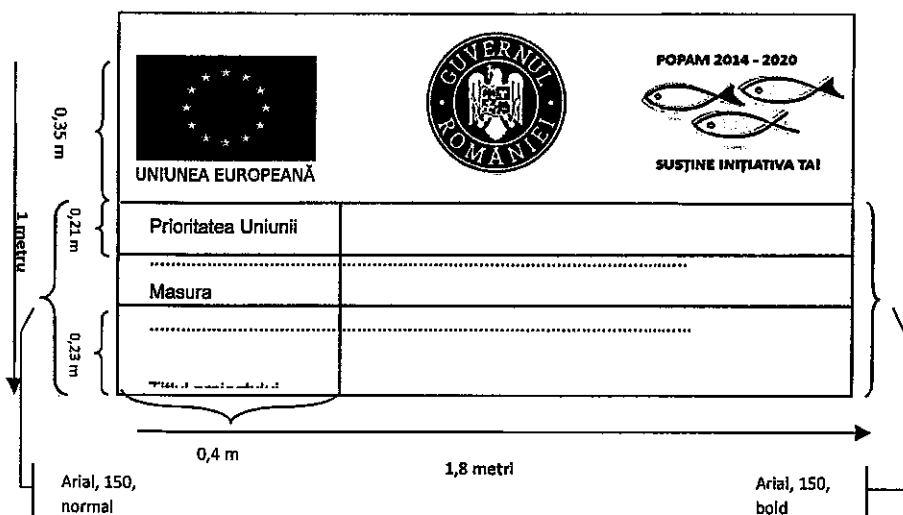 GUVERNUL ROMÂNIEI
POPAM 2014 - 2020
UNIUNEA EUROPEANĂ
SUSȚINE INIȚIATIVA TA!
0,35 m
1 metru
0,21 m
Prioritatea Uniunii
Masura
0,23 m
0,4 m
1,8 metri
Arial, 150,
normal
Arial, 150,
bold